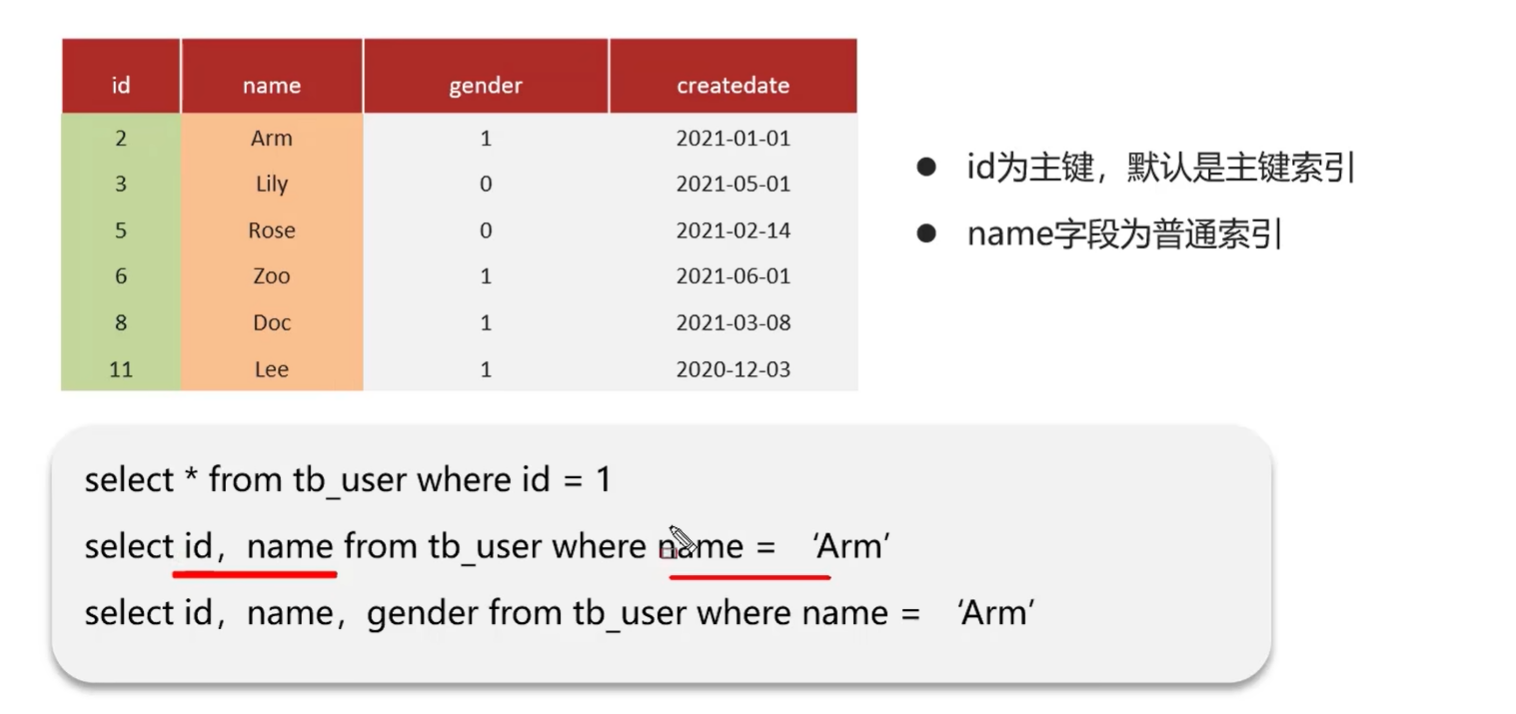 id name gender createdate
2 Arm 1 2021-01-01
3 Lily 0 2021-05-01
5 Rose 0 2021-02-14
6 Zoo 1 2021-06-01
8 Doc 1 2021-03-08
11 Lee 1 2020-12-03
● id为主键，默认是主键索引
● name字段为普通索引
select * from tb_user where id = 1
select id，name from tb_user where name = ‘Arm’
select id，name，gender from tb_user where name = ‘Arm’